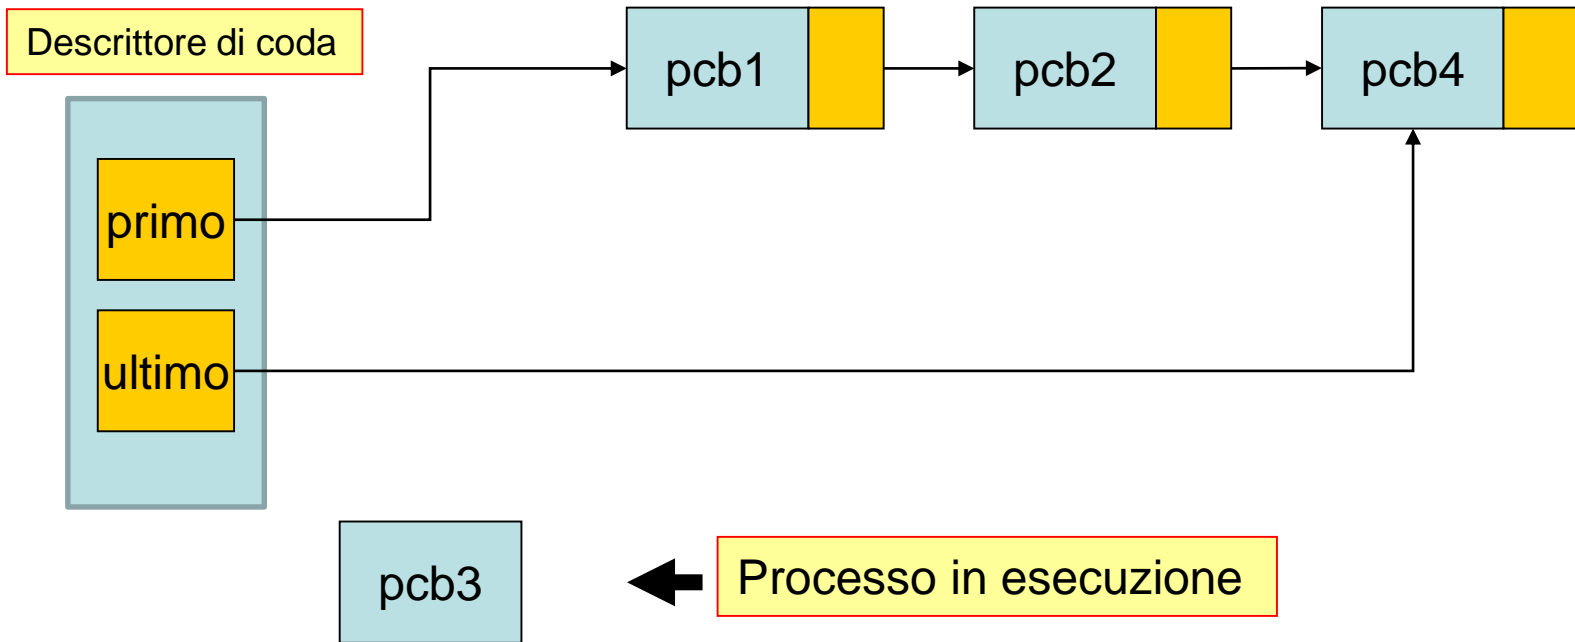 Descrittore di coda
pcb1
pcb2
pcb4
primo
ultimo
pcb3
Processo in esecuzione